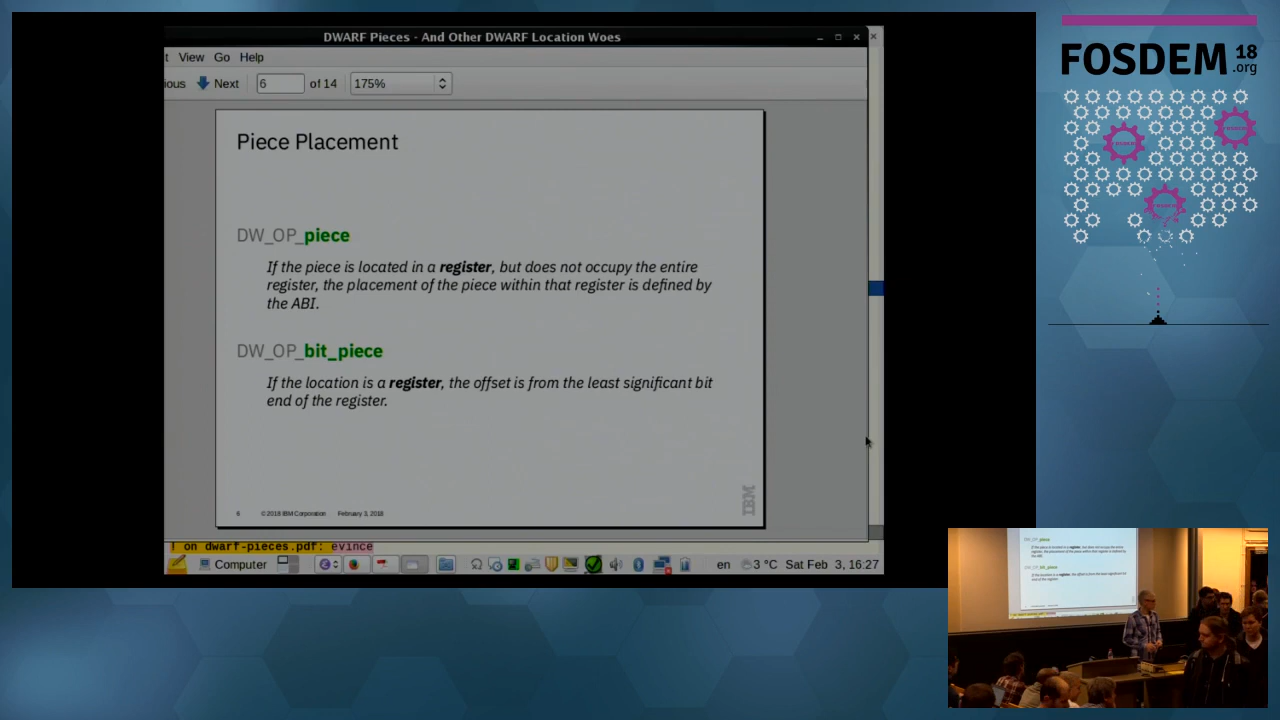 DWARF Pieces - And Other DWARF Location Woes
t View Go Help
ious Next 6 of 14 175%
Piece Placement
DW_OP_piece
If the piece is located in a register, but does not occupy the entire
register, the placement of the piece within that register is defined by
the ABI.
DW_OP_bit_piece
If the location is a register, the offset is from the least significant bit
end of the register.
6 © 2018 IBM Corporation February 3, 2018
IBM
! on dwarf-pieces.pdf: evince
Computer en 3 °C Sat Feb 3, 16:27
FOSDEM 18
.org